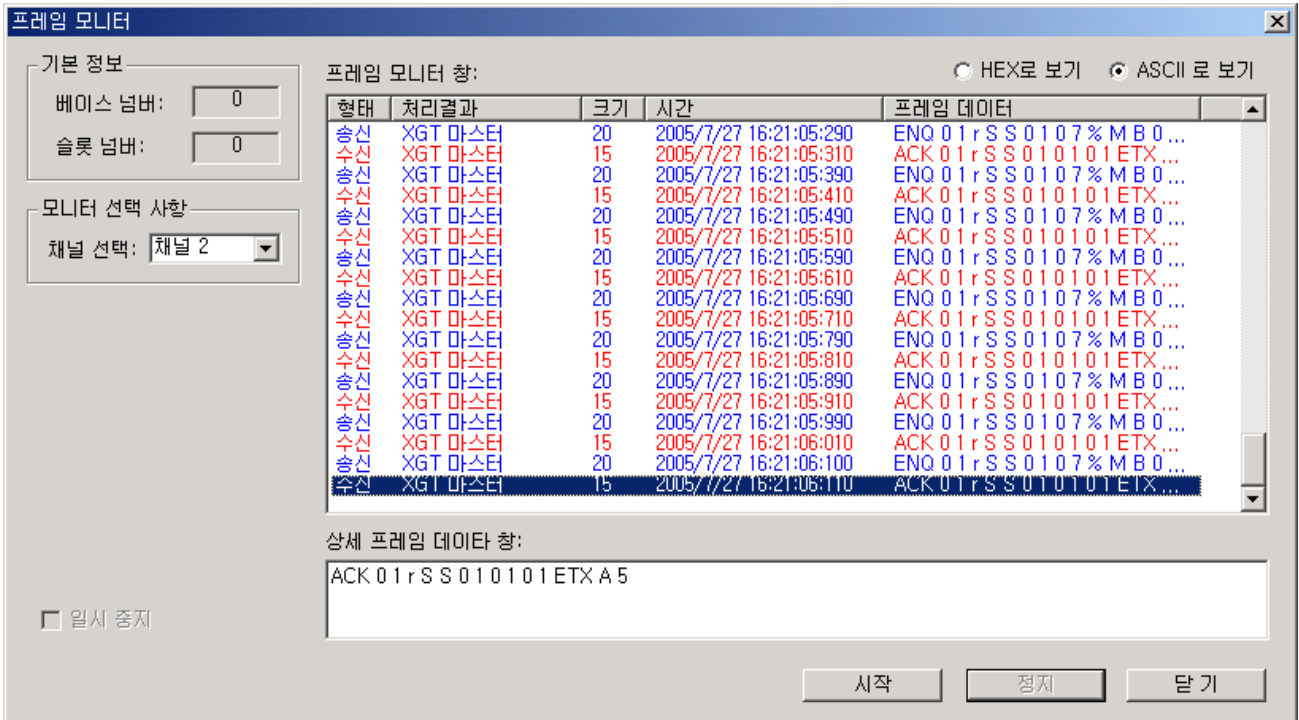 프레임 모니터
기본 정보
베이스 넘버: 0
슬롯 넘버: 0
모니터 선택 사항
채널 선택: 채널 2
일시 중지
프레임 모니터 창:
HEX로 보기 ASCII 로 보기
형태 처리결과 크기 시간 프레임 데이터
송신 XGT 마스터 20 2005/7/27 16:21:05:290 ENQ 0 1 r S S 0 1 0 7 % M B 0 ...
수신 XGT 마스터 15 2005/7/27 16:21:05:310 ACK 0 1 r S S 0 1 0 1 0 1 ETX ...
송신 XGT 마스터 20 2005/7/27 16:21:05:390 ENQ 0 1 r S S 0 1 0 7 % M B 0 ...
수신 XGT 마스터 15 2005/7/27 16:21:05:410 ACK 0 1 r S S 0 1 0 1 0 1 ETX ...
송신 XGT 마스터 20 2005/7/27 16:21:05:490 ENQ 0 1 r S S 0 1 0 7 % M B 0 ...
수신 XGT 마스터 15 2005/7/27 16:21:05:510 ACK 0 1 r S S 0 1 0 1 0 1 ETX ...
송신 XGT 마스터 20 2005/7/27 16:21:05:590 ENQ 0 1 r S S 0 1 0 7 % M B 0 ...
수신 XGT 마스터 15 2005/7/27 16:21:05:610 ACK 0 1 r S S 0 1 0 1 0 1 ETX ...
송신 XGT 마스터 20 2005/7/27 16:21:05:690 ENQ 0 1 r S S 0 1 0 7 % M B 0 ...
수신 XGT 마스터 15 2005/7/27 16:21:05:710 ACK 0 1 r S S 0 1 0 1 0 1 ETX ...
송신 XGT 마스터 20 2005/7/27 16:21:05:790 ENQ 0 1 r S S 0 1 0 7 % M B 0 ...
수신 XGT 마스터 15 2005/7/27 16:21:05:810 ACK 0 1 r S S 0 1 0 1 0 1 ETX ...
송신 XGT 마스터 20 2005/7/27 16:21:05:890 ENQ 0 1 r S S 0 1 0 7 % M B 0 ...
수신 XGT 마스터 15 2005/7/27 16:21:05:910 ACK 0 1 r S S 0 1 0 1 0 1 ETX ...
송신 XGT 마스터 20 2005/7/27 16:21:05:990 ENQ 0 1 r S S 0 1 0 7 % M B 0 ...
수신 XGT 마스터 15 2005/7/27 16:21:06:010 ACK 0 1 r S S 0 1 0 1 0 1 ETX ...
송신 XGT 마스터 20 2005/7/27 16:21:06:100 ENQ 0 1 r S S 0 1 0 7 % M B 0 ...
수신 XGT 마스터 15 2005/7/27 16:21:06:110 ACK 0 1 r S S 0 1 0 1 0 1 ETX ...
상세 프레임 데이타 창:
ACK 0 1 r S S 0 1 0 1 0 1 ETX A 5
시작 정지 닫 기